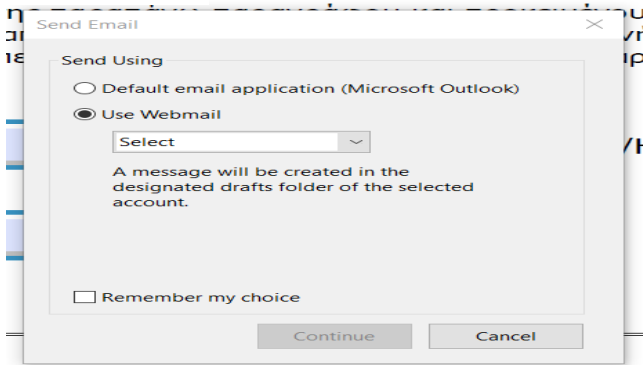 Send Email
Send Using
Default email application (Microsoft Outlook)
Use Webmail
Select
A message will be created in the
designated drafts folder of the selected
account.
Remember my choice
Continue
Cancel